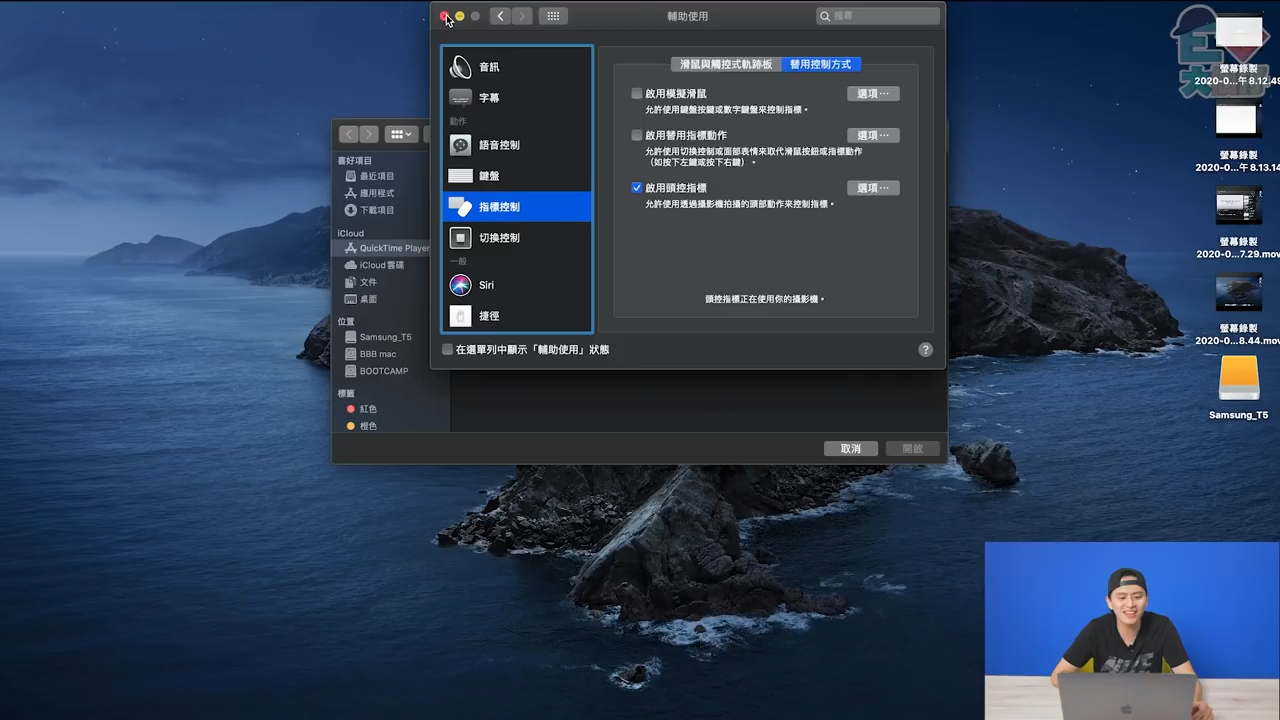 輔助使用
搜尋
音訊
字幕
動作
語音控制
鍵盤
指標控制
切換控制
一般
Siri
捷徑
滑鼠與觸控式軌跡板
替用控制方式
啟用模擬滑鼠
選項…
允許使用鍵盤按鍵或數字鍵盤來控制指標。
啟用替用指標動作
選項…
允許使用切換控制或面部表情來取代滑鼠按鈕或指標動作
（如按下左鍵或按下右鍵）。
啟用頭控指標
選項…
允許使用透過攝影機拍攝的頭部動作來控制指標。
頭控指標正在使用你的攝影機。
在選單列中顯示「輔助使用」狀態
?
喜好項目
最近項目
應用程式
下載項目
iCloud
QuickTime Player
iCloud 雲碟
文件
桌面
位置
Samsung_T5
BBB mac
BOOTCAMP
標籤
紅色
橙色
取消
開啟
螢幕錄製
2020-0...午8.12.49
螢幕錄製
2020-0...午8.13.14
螢幕錄製
2020-0...7.29.mov
螢幕錄製
2020-0...8.44.mov
Samsung_T5